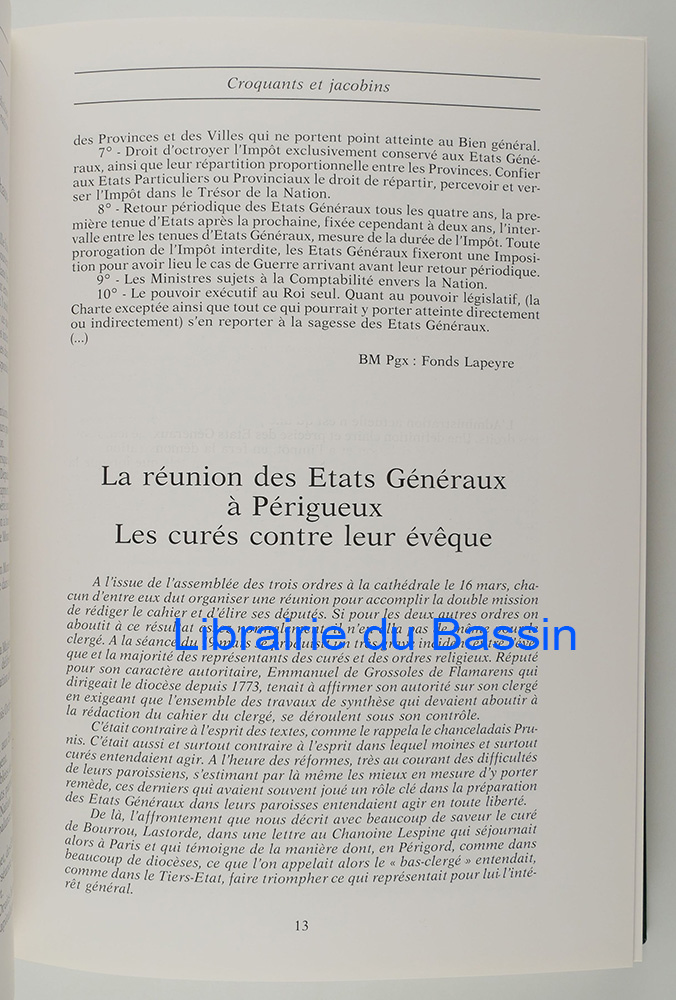 Croquants et jacobins
des Provinces et des Villes qui ne portent point atteinte au Bien général.
7° - Droit d'octroyer l'Impôt exclusivement conservé aux Etats Géné-
raux, ainsi que leur répartition proportionnelle entre les Provinces. Confier
aux Etats Particuliers ou Provinciaux le droit de répartir, percevoir et ver-
ser l'Impôt dans le Trésor de la Nation.
8° - Retour périodique des Etats Généraux tous les quatre ans, la pre-
mière tenue d'Etats après la prochaine, fixée cependant à deux ans, l'inter-
valle entre les tenues d'Etats Généraux, mesure de la durée de l'Impôt. Toute
prorogation de l'Impôt interdite, les Etats Généraux fixeront une Imposi-
tion pour avoir lieu le cas de Guerre arrivant avant leur retour périodique.
9° - Les Ministres sujets à la Comptabilité envers la Nation.
10° - Le pouvoir exécutif au Roi seul. Quant au pouvoir législatif, (la
Charte exceptée ainsi que tout ce qui pourrait y porter atteinte directement
ou indirectement) s'en reporter à la sagesse des Etats Généraux.
(...)
BM Pgx : Fonds Lapeyre
La réunion des Etats Généraux
à Périgueux
Les curés contre leur évêque
A l'issue de l'assemblée des trois ordres à la cathédrale le 16 mars, cha-
cun d'entre eux dut organiser une réunion pour accomplir la double mission
de rédiger le cahier et d'élire ses députés. Si pour les deux autres ordres on
aboutit à ce résultat
clergé. A la séance du
Librairie du Bassin
que et la majorité des représentants des curés et des ordres religieux. Réputé
pour son caractère autoritaire, Emmanuel de Grossoles de Flamarens qui
dirigeait le diocèse depuis 1773, tenait à affirmer son autorité sur son clergé
en exigeant que l'ensemble des travaux de synthèse qui devaient aboutir à
la rédaction du cahier du clergé, se déroulent sous son contrôle.
C'était contraire à l'esprit des textes, comme le rappela le chanceladais Pru-
nis. C'était aussi et surtout contraire à l'esprit dans lequel moines et surtout
curés entendaient agir. A l'heure des réformes, très au courant des difficultés
de leurs paroissiens, s'estimant par là même les mieux en mesure d'y porter
remède, ces derniers qui avaient souvent joué un rôle clé dans la préparation
des Etats Généraux dans leurs paroisses entendaient agir en toute liberté.
De là, l'affrontement que nous décrit avec beaucoup de saveur le curé
de Bourrou, Lastorde, dans une lettre au Chanoine Lespine qui séjournait
alors à Paris et qui témoigne de la manière dont, en Périgord, comme dans
beaucoup de diocèses, ce que l'on appelait alors le « bas-clergé » entendait,
comme dans le Tiers-Etat, faire triompher ce qui représentait pour lui l'inté-
rêt général.
13